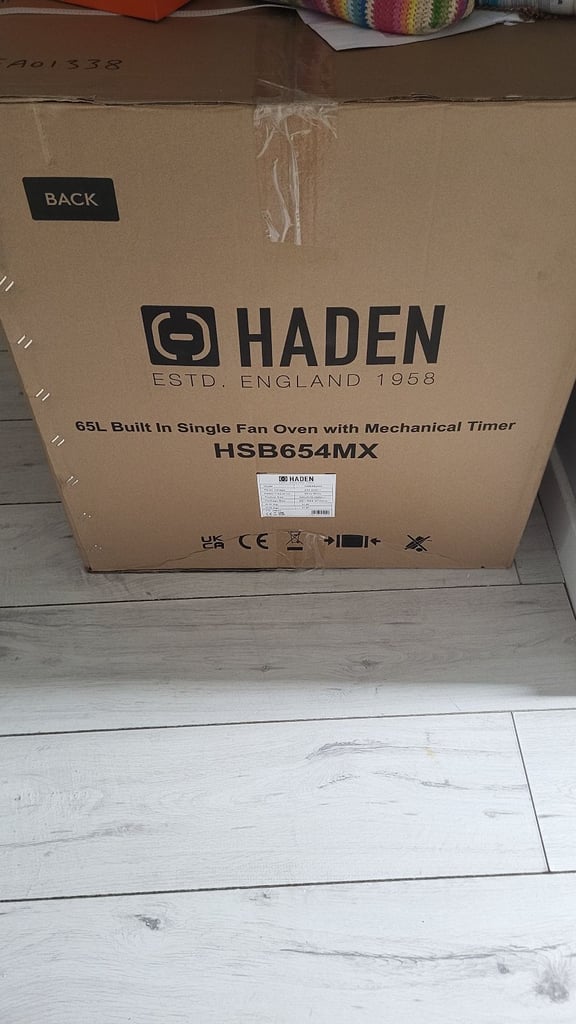 EA01338
BACK
HADEN
ESTD. ENGLAND 1958
65L Built In Single Fan Oven with Mechanical Timer
HSB654MX
HADEN
UK
CA
CE